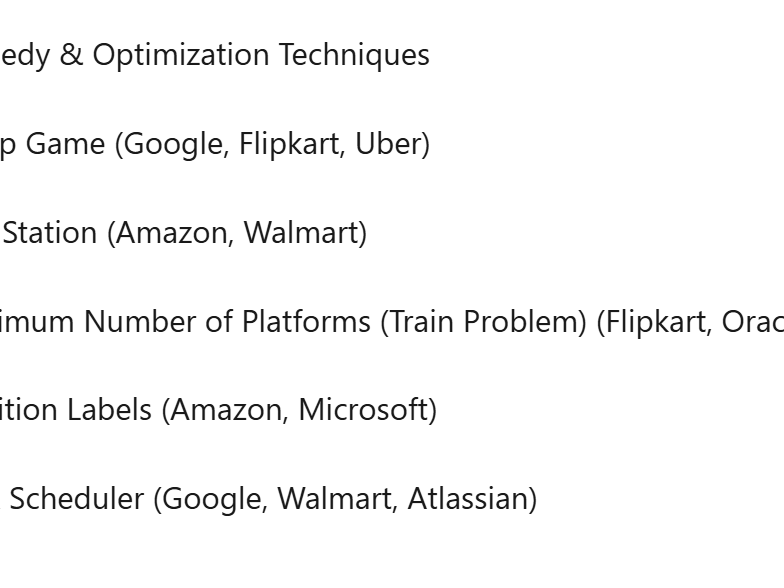 edy & Optimization Techniques
p Game (Google, Flipkart, Uber)
Station (Amazon, Walmart)
imum Number of Platforms (Train Problem) (Flipkart, Orac
ition Labels (Amazon, Microsoft)
Scheduler (Google, Walmart, Atlassian)